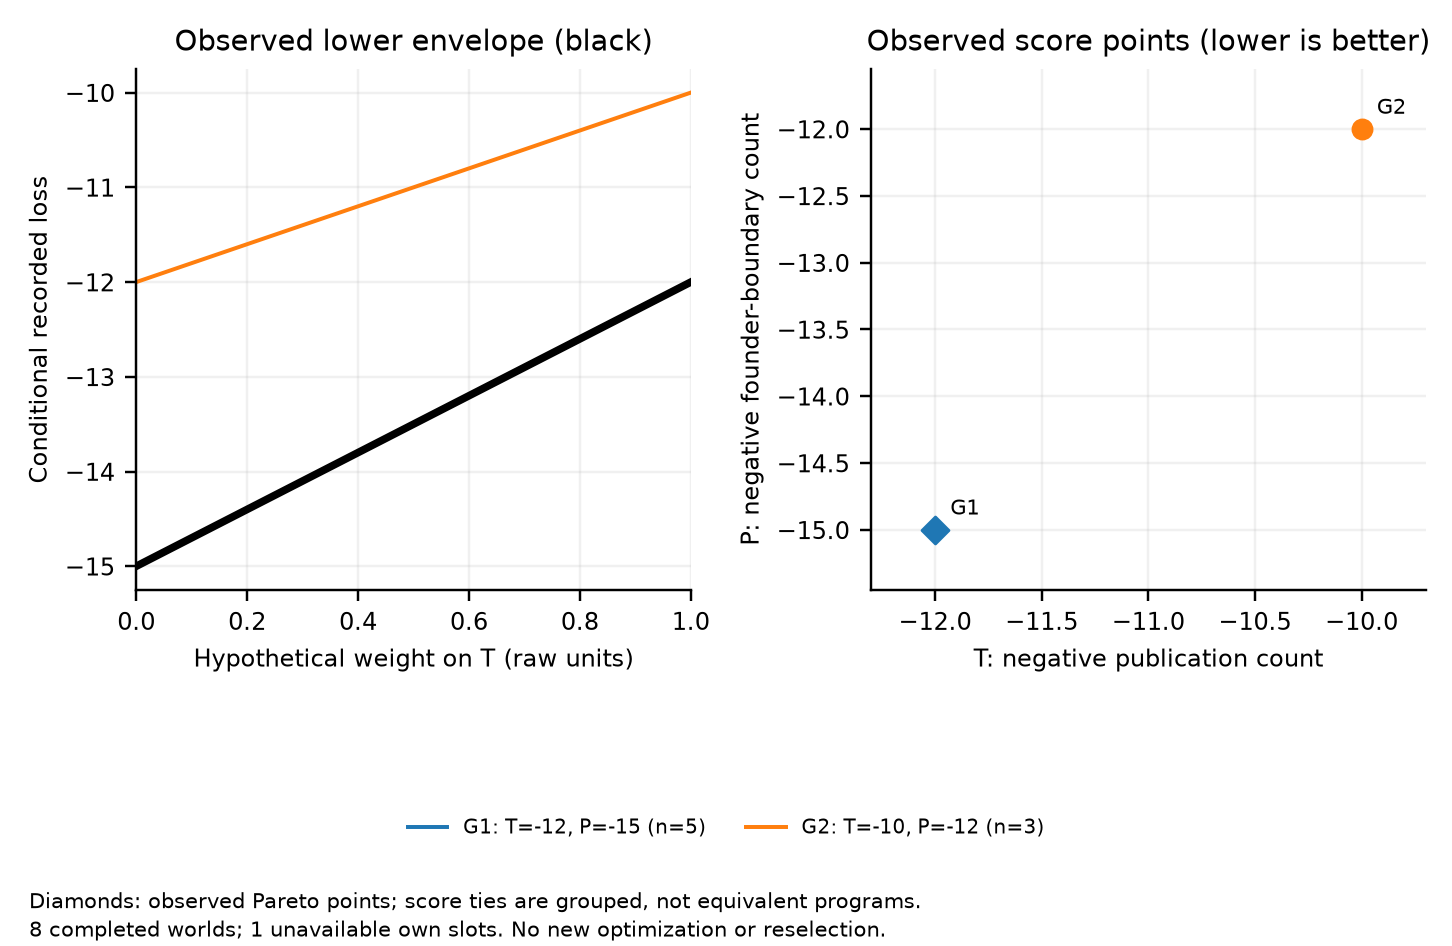 Observed lower envelope (black)
Conditional recorded loss
−10
−11
−12
−13
−14
−15
0.0 0.2 0.4 0.6 0.8 1.0
Hypothetical weight on T (raw units)
Observed score points (lower is better)
P: negative founder-boundary count
−12.0
−12.5
−13.0
−13.5
−14.0
−14.5
−15.0
G2
G1
−12.0 −11.5 −11.0 −10.5 −10.0
T: negative publication count
G1: T=-12, P=-15 (n=5) G2: T=-10, P=-12 (n=3)
Diamonds: observed Pareto points; score ties are grouped, not equivalent programs.
8 completed worlds; 1 unavailable own slots. No new optimization or reselection.